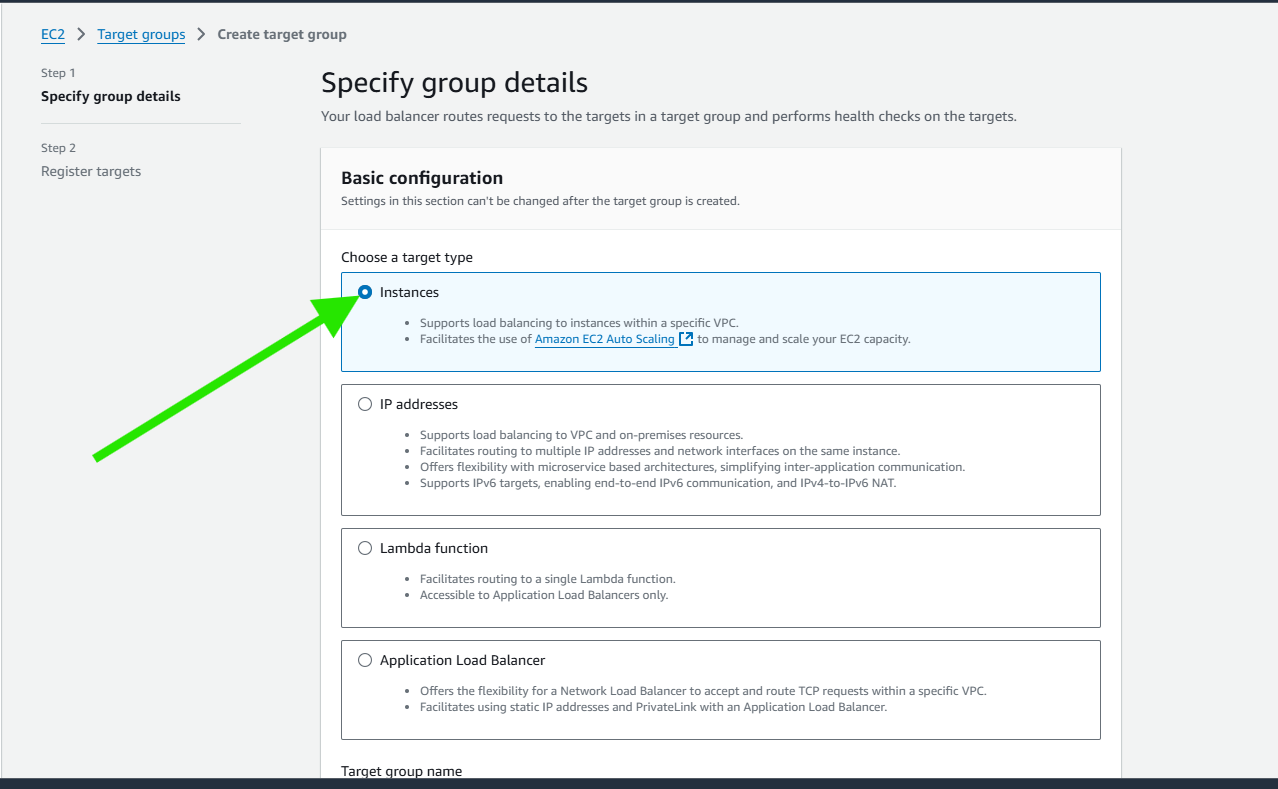 EC2 > Target groups > Create target group
Step 1
Specify group details
Step 2
Register targets
Specify group details
Your load balancer routes requests to the targets in a target group and performs health checks on the targets.
Basic configuration
Settings in this section can't be changed after the target group is created.
Choose a target type
Instances
• Supports load balancing to instances within a specific VPC.
• Facilitates the use of Amazon EC2 Auto Scaling to manage and scale your EC2 capacity.
IP addresses
• Supports load balancing to VPC and on-premises resources.
• Facilitates routing to multiple IP addresses and network interfaces on the same instance.
• Offers flexibility with microservice based architectures, simplifying inter-application communication.
• Supports IPv6 targets, enabling end-to-end IPv6 communication, and IPv4-to-IPv6 NAT.
Lambda function
• Facilitates routing to a single Lambda function.
• Accessible to Application Load Balancers only.
Application Load Balancer
• Offers the flexibility for a Network Load Balancer to accept and route TCP requests within a specific VPC.
• Facilitates using static IP addresses and PrivateLink with an Application Load Balancer.
Target group name